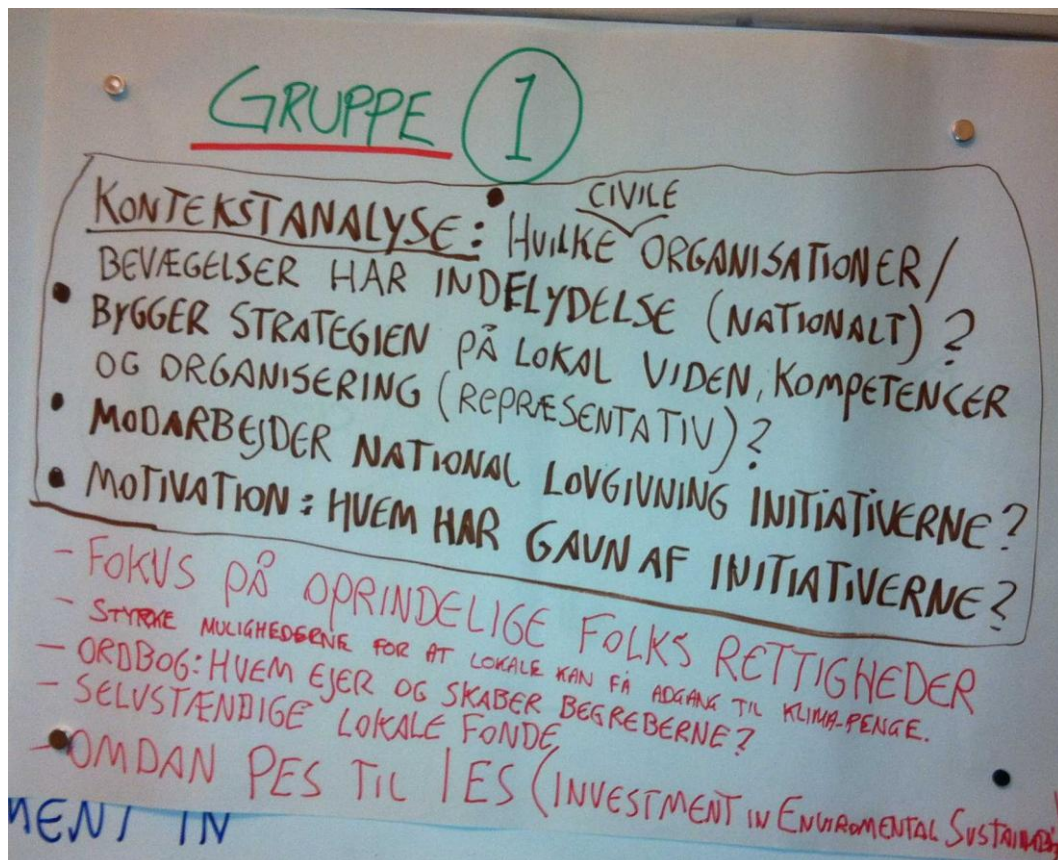 GRUPPE 1
CIVILE
KONTEKSTANALYSE: HVILKE ORGANISATIONER/
BEVÆGELSER HAR INDFLYDELSE (NATIONALT)?
• BYGGER STRATEGIEN PÅ LOKAL VIDEN, KOMPETENCER
OG ORGANISERING (REPRÆSENTATIV)?
• MODARBEJDER NATIONAL LOVGIVNING INITIATIVERNE?
• MOTIVATION: HVEM HAR GAVN AF INITIATIVERNE?
- FOKUS PÅ OPRINDELIGE FOLKS RETTIGHEDER
- STYRKE MULIGHEDERNE FOR AT LOKALE KAN FÅ ADGANG TIL KLIMA-PENGE.
- ORDBOG: HVEM EJER OG SKABER BEGREBERNE?
- SELVSTÆNDIGE LOKALE FONDE
- OMDAN PES TIL IES (INVESTMENT IN ENVIROMENTAL
MENT IN